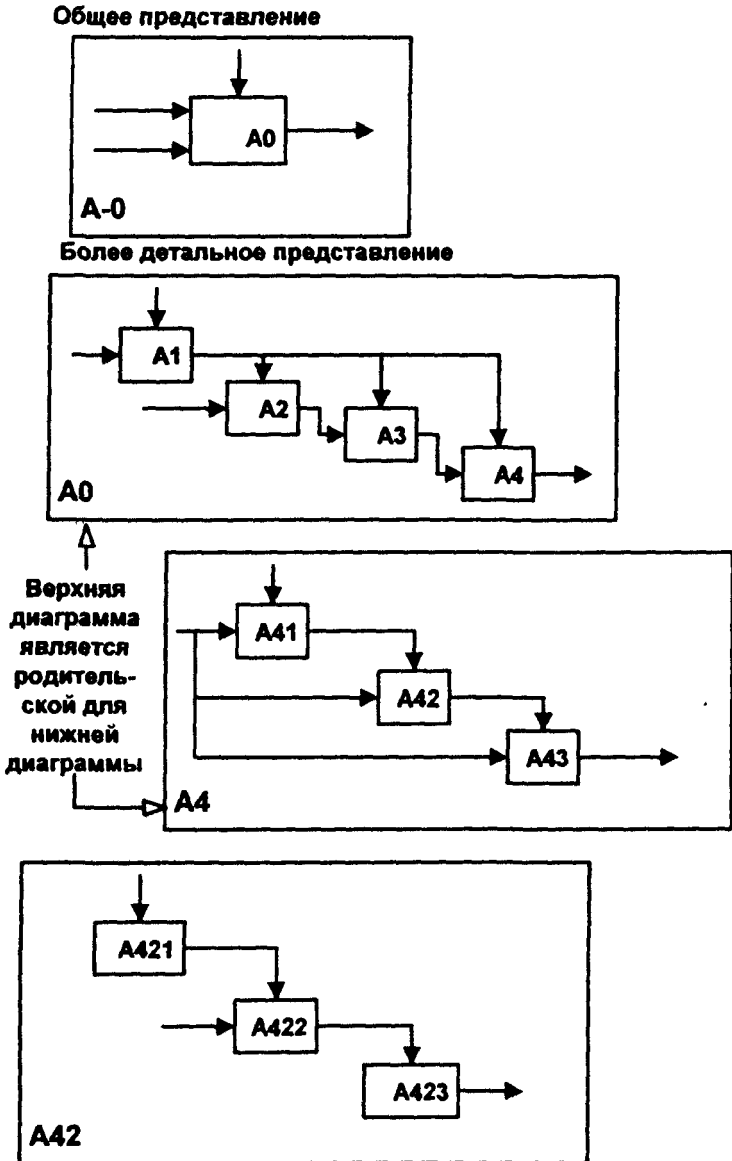 Общее представление
A0
A-0
Более детальное представление
A1
A2
A3
A4
A0
Верхняя
диаграмма
является
родитель-
ской для
нижней
диаграммы
A41
A42
A43
A4
A421
A422
A423
A42